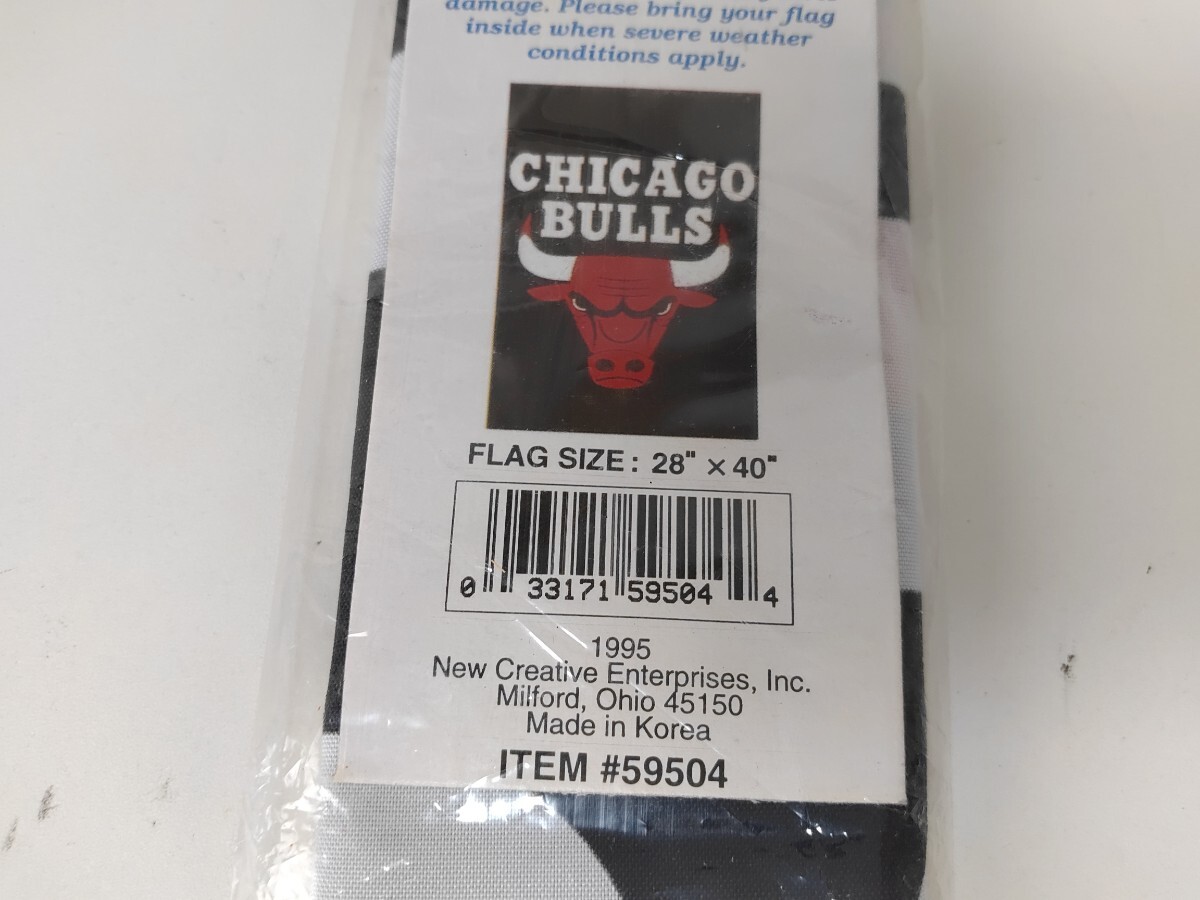 damage. Please bring your flag
inside when severe weather
conditions apply.
CHICAGO
BULLS
FLAG SIZE: 28" × 40"
0 33171 59504 4
1995
New Creative Enterprises, Inc.
Milford, Ohio 45150
Made in Korea
ITEM #59504